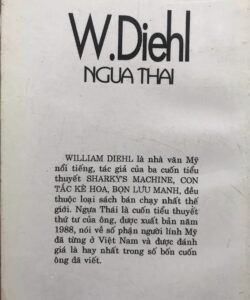 W.Diehl
NGUA THAI
WILLIAM DIEHL là nhà văn Mỹ
nổi tiếng, tác giả của ba cuốn tiểu
thuyết SHARKY'S MACHINE, CON
TẮC KÈ HOA, BỌN LƯU MANH, đều
thuộc loại sách bán chạy nhất thế
giới. Ngựa Thái là cuốn tiểu thuyết
thứ tư của ông, được xuất bản năm
1988, nói về số phận người lính Mỹ
đã từng ở Việt Nam và được đánh
giá là hay nhất trong số bốn cuốn
ông đã viết.